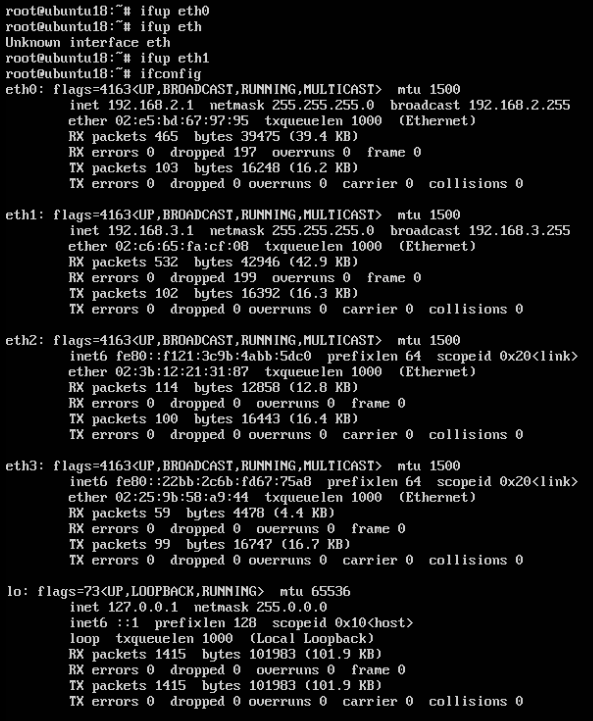 root@ubuntu18:~# ifup eth0
root@ubuntu18:~# ifup eth
Unknown interface eth
root@ubuntu18:~# ifup eth1
root@ubuntu18:~# ifconfig
eth0: flags=4163<UP,BROADCAST,RUNNING,MULTICAST>  mtu 1500
        inet 192.168.2.1  netmask 255.255.255.0  broadcast 192.168.2.255
        ether 02:e5:bd:67:97:95  txqueuelen 1000  (Ethernet)
        RX packets 465  bytes 39475 (39.4 KB)
        RX errors 0  dropped 197  overruns 0  frame 0
        TX packets 103  bytes 16248 (16.2 KB)
        TX errors 0  dropped 0 overruns 0  carrier 0  collisions 0

eth1: flags=4163<UP,BROADCAST,RUNNING,MULTICAST>  mtu 1500
        inet 192.168.3.1  netmask 255.255.255.0  broadcast 192.168.3.255
        ether 02:c6:65:fa:cf:08  txqueuelen 1000  (Ethernet)
        RX packets 532  bytes 42946 (42.9 KB)
        RX errors 0  dropped 199  overruns 0  frame 0
        TX packets 102  bytes 16392 (16.3 KB)
        TX errors 0  dropped 0 overruns 0  carrier 0  collisions 0

eth2: flags=4163<UP,BROADCAST,RUNNING,MULTICAST>  mtu 1500
        inet6 fe80::f121:3c9b:4abb:5dc0  prefixlen 64  scopeid 0x20<link>
        ether 02:3b:12:21:31:87  txqueuelen 1000  (Ethernet)
        RX packets 114  bytes 12858 (12.8 KB)
        RX errors 0  dropped 0  overruns 0  frame 0
        TX packets 100  bytes 16443 (16.4 KB)
        TX errors 0  dropped 0 overruns 0  carrier 0  collisions 0

eth3: flags=4163<UP,BROADCAST,RUNNING,MULTICAST>  mtu 1500
        inet6 fe80::22bb:2c6b:fd67:75a8  prefixlen 64  scopeid 0x20<link>
        ether 02:25:9b:58:a9:44  txqueuelen 1000  (Ethernet)
        RX packets 59  bytes 4478 (4.4 KB)
        RX errors 0  dropped 0  overruns 0  frame 0
        TX packets 99  bytes 16747 (16.7 KB)
        TX errors 0  dropped 0 overruns 0  carrier 0  collisions 0

lo: flags=73<UP,LOOPBACK,RUNNING>  mtu 65536
        inet 127.0.0.1  netmask 255.0.0.0
        inet6 ::1  prefixlen 128  scopeid 0x10<host>
        loop  txqueuelen 1000  (Local Loopback)
        RX packets 1415  bytes 101983 (101.9 KB)
        RX errors 0  dropped 0  overruns 0  frame 0
        TX packets 1415  bytes 101983 (101.9 KB)
        TX errors 0  dropped 0 overruns 0  carrier 0  collisions 0